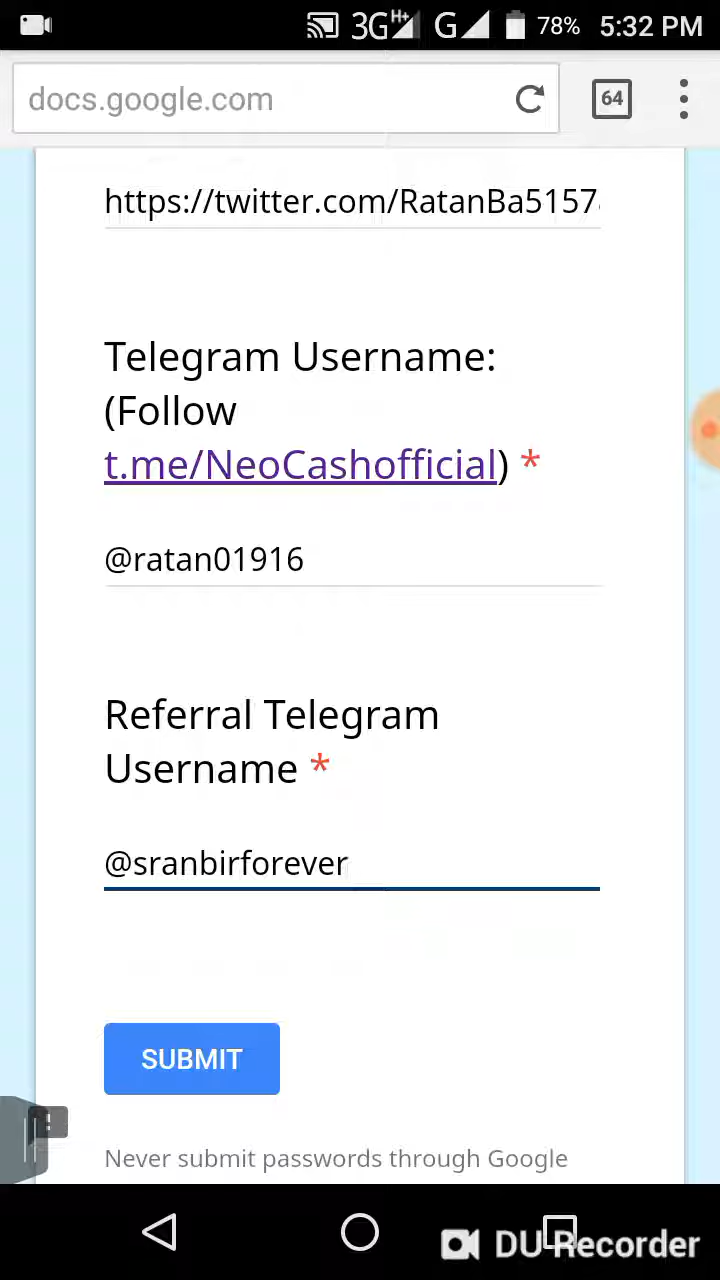 3G H+ G 78% 5:32 PM
docs.google.com 64
https://twitter.com/RatanBa5157
Telegram Username:
(Follow
t.me/NeoCashofficial) *
@ratan01916
Referral Telegram
Username *
@sranbirforever
SUBMIT
Never submit passwords through Google
DU Recorder